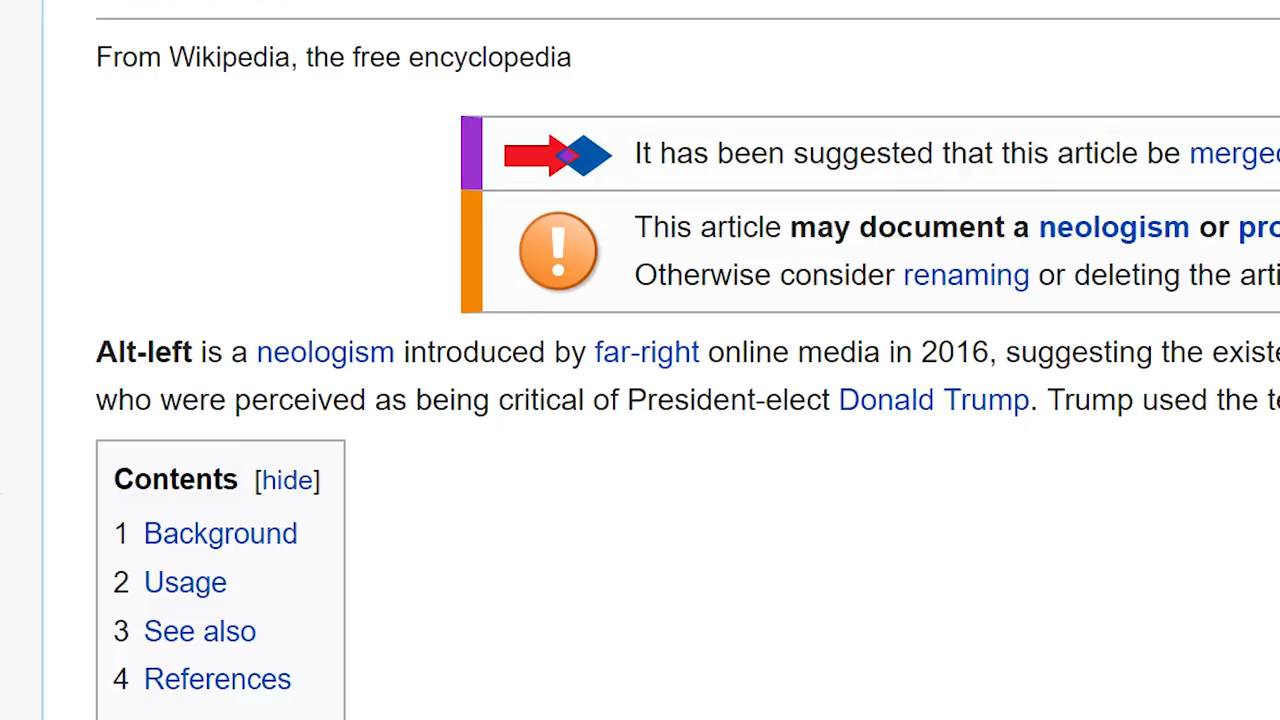 From Wikipedia, the free encyclopedia
It has been suggested that this article be merged
This article may document a neologism or
Otherwise consider renaming or deleting the
Alt-left is a neologism introduced by far-right online media in 2016, suggesting the
who were perceived as being critical of President-elect Donald Trump. Trump used the
Contents [hide]
1 Background
2 Usage
3 See also
4 References